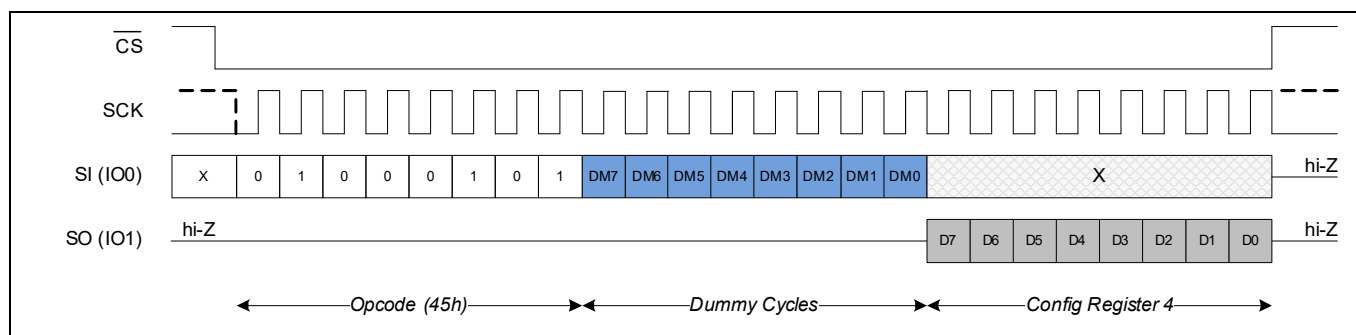 CS
SCK
SI (IO0) X 0 1 0 0 0 1 0 1 DM7 DM6 DM5 DM4 DM3 DM2 DM1 DM0 X hi-Z
SO (IO1) hi-Z D7 D6 D5 D4 D3 D2 D1 D0 hi-Z
Opcode (45h) Dummy Cycles Config Register 4